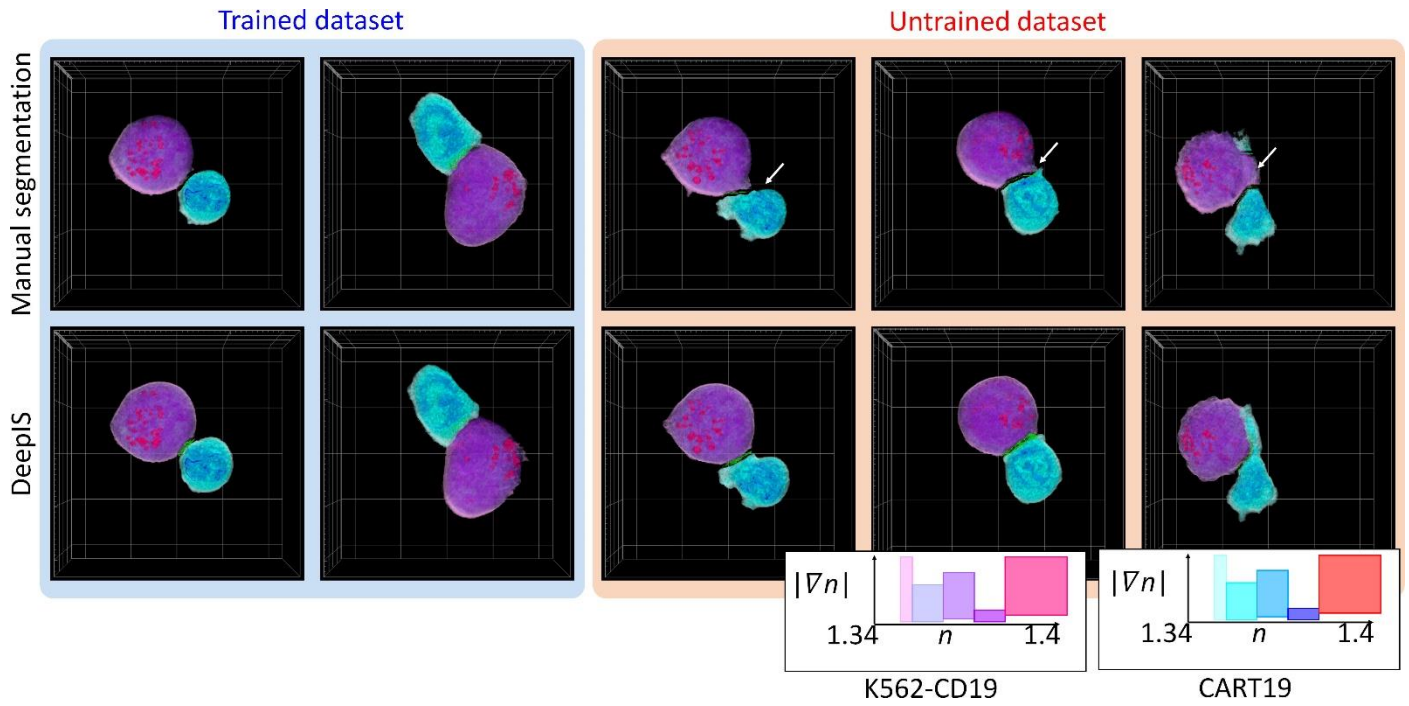 Trained dataset
Untrained dataset
Manual segmentation
DeepIS
|∇n|
1.34
n
1.4
K562-CD19
|∇n|
1.34
n
1.4
CART19